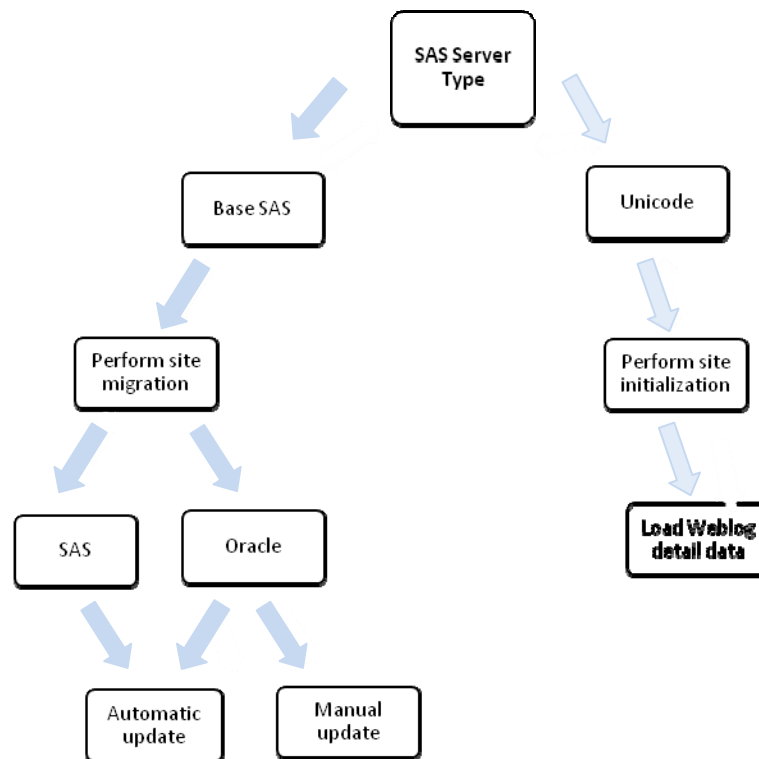 SAS Server
Type
Base SAS
Unicode
Perform site
migration
Perform site
initialization
SAS
Oracle
Load Weblog
detail data
Automatic
update
Manual
update